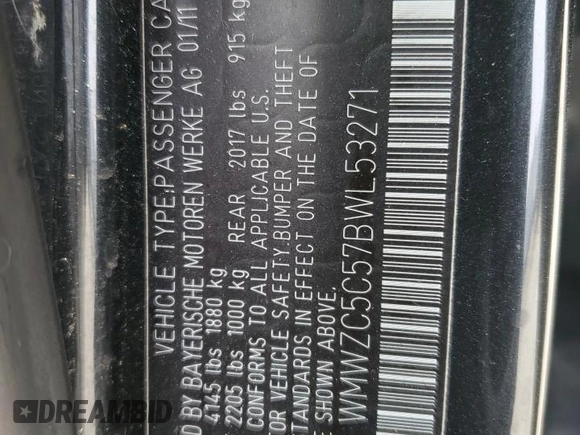 VEHICLE TYPE:PASSENGER CA
D BY BAYERISCHE MOTOREN WERKE AG 01/11
4145 lbs 1880 kg
2205 lbs 1000 kg REAR 2017 lbs 915 kg
CONFORMS TO ALL APPLICABLE U.S.
OR VEHICLE SAFETY,BUMPER AND THEFT
STANDARDS IN EFFECT ON THE DATE OF
E SHOWN ABOVE.
WMWZC5C57BWL53271
DREAMBID